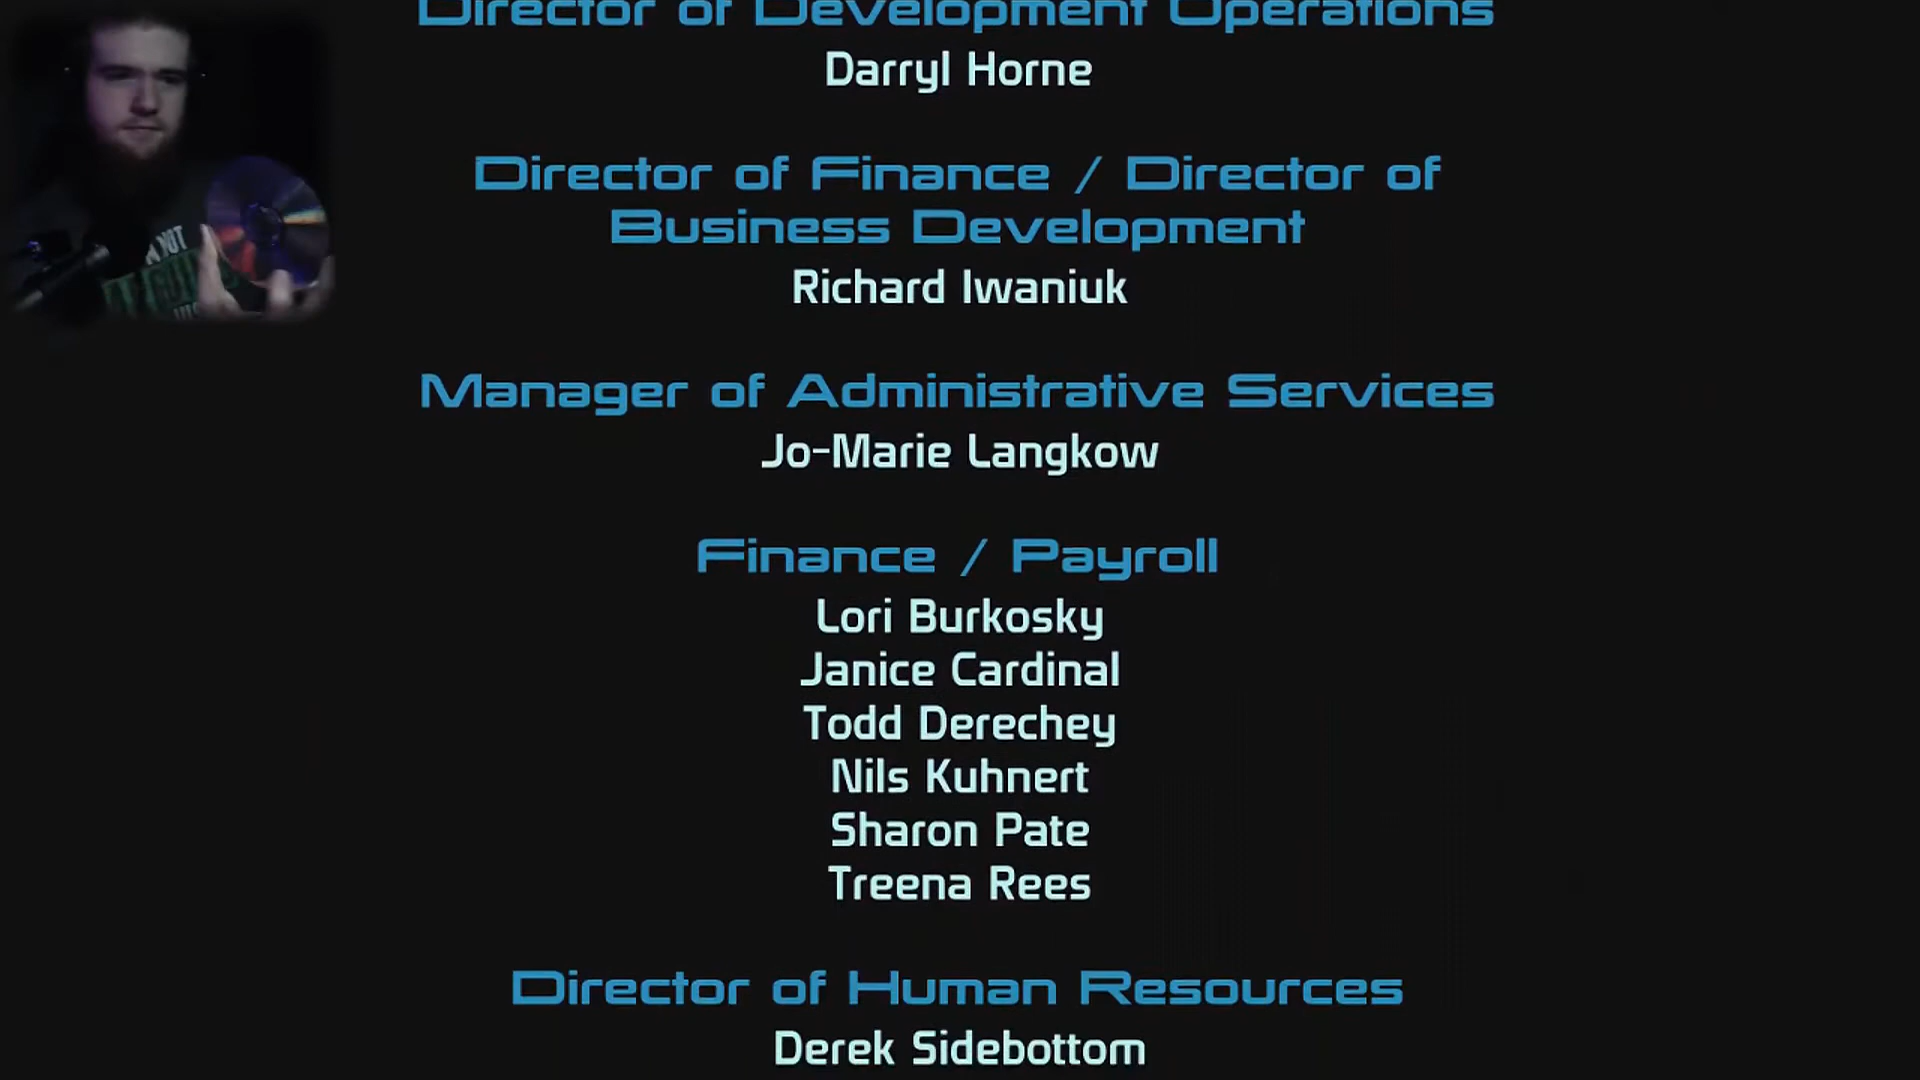 Director of Development Operations
Darryl Horne
Director of Finance / Director of
Business Development
Richard Iwaniuk
Manager of Administrative Services
Jo-Marie Langkow
Finance / Payroll
Lori Burkosky
Janice Cardinal
Todd Derechey
Nils Kuhnert
Sharon Pate
Treena Rees
Director of Human Resources
Derek Sidebottom